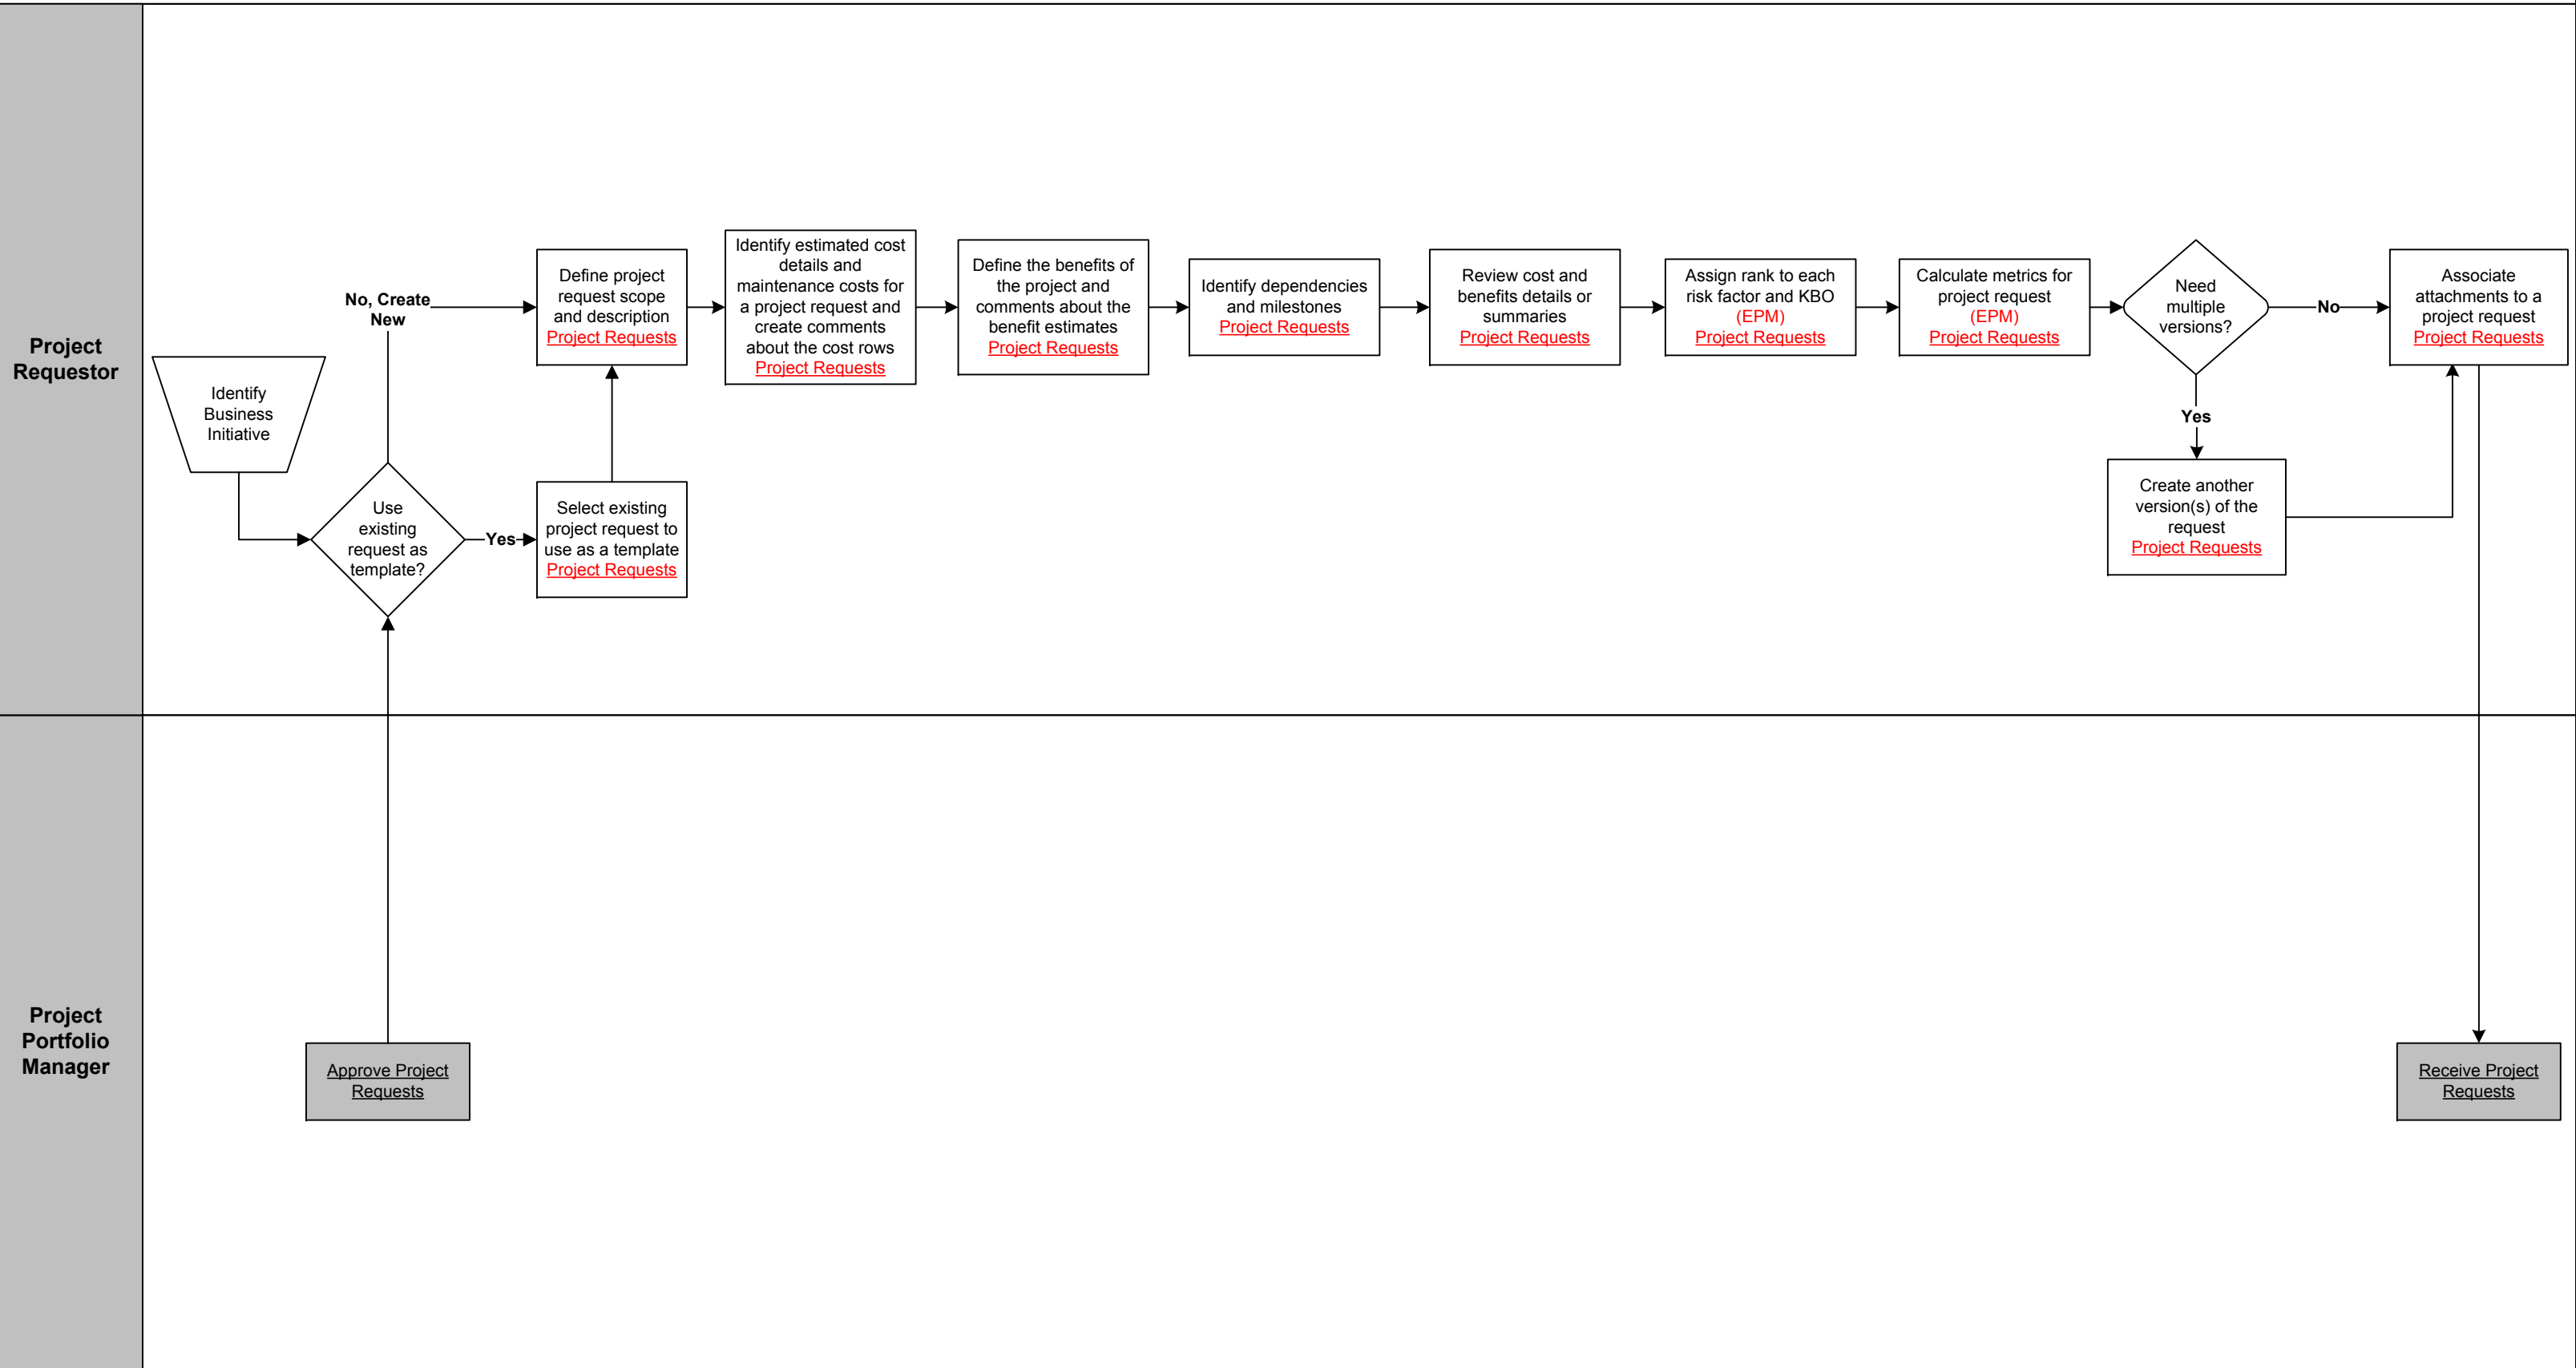 Project
Requestor
Identify
Business
Initiative
Use
existing
request as
template?
No, Create
New
Yes
Select existing
project request to
use as a template
Project Requests
Define project
request scope
and description
Project Requests
Identify estimated cost
details and
maintenance costs for
a project request and
create comments
about the cost rows
Project Requests
Define the benefits of
the project and
comments about the
benefit estimates
Project Requests
Identify dependencies
and milestones
Project Requests
Review cost and
benefits details or
summaries
Project Requests
Assign rank to each
risk factor and KBO
(EPM)
Project Requests
Calculate metrics for
project request
(EPM)
Project Requests
Need
multiple
versions?
No
Yes
Create another
version(s) of the
request
Project Requests
Associate
attachments to a
project request
Project Requests
Project
Portfolio
Manager
Approve Project
Requests
Receive Project
Requests